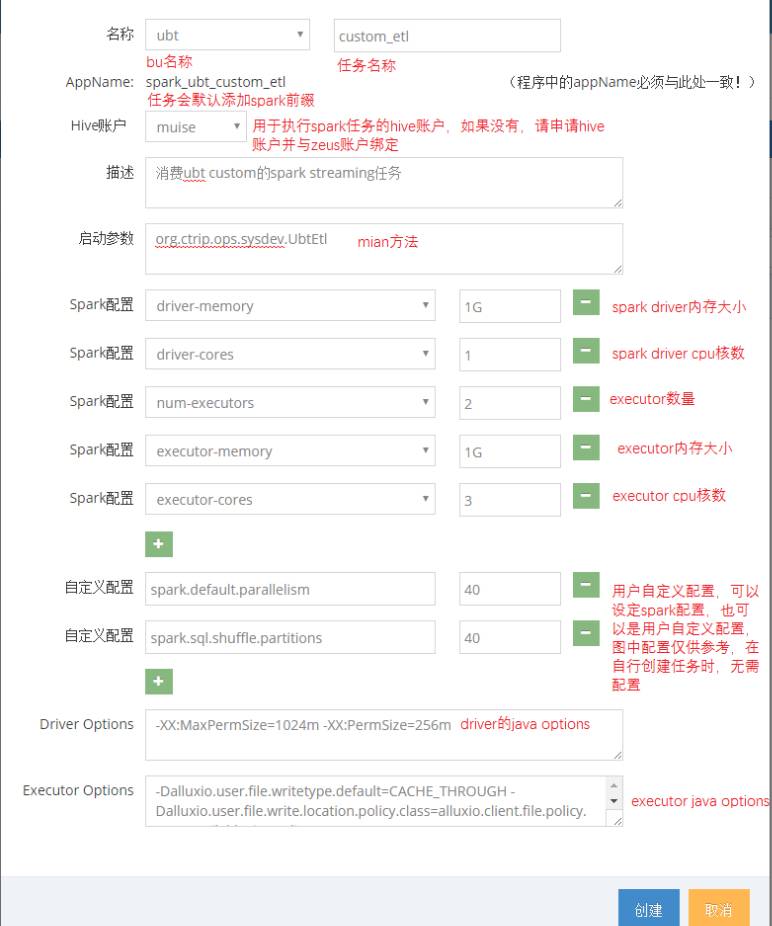 名称 ubt custom_etl
bu名称 任务名称
AppName: spark_ubt_custom_etl （程序中的appName必须与此处一致！）
任务会默认添加spark前缀
Hive账户 muise 用于执行spark任务的hive账户，如果没有，请申请hive
账户并与zeus账户绑定
描述 消费ubt custom的spark streaming任务
启动参数 org.ctrip.ops.sysdev.UbtEtl mian方法
Spark配置 driver-memory 1G spark driver内存大小
Spark配置 driver-cores 1 spark driver cpu核数
Spark配置 num-executors 2 executor数量
Spark配置 executor-memory 1G executor内存大小
Spark配置 executor-cores 3 executor cpu核数
自定义配置 spark.default.parallelism 40
用户自定义配置，可以
设定spark配置，也可
自定义配置 spark.sql.shuffle.partitions 40
以是用户自定义配置，
图中配置仅供参考，在
自行创建任务时，无需
配置
Driver Options -XX:MaxPermSize=1024m -XX:PermSize=256m driver的java options
Executor Options -Dalluxio.user.file.writetype.default=CACHE_THROUGH -
Dalluxio.user.file.write.location.policy.class=alluxio.client.file.policy.
executor java options
创建 取消